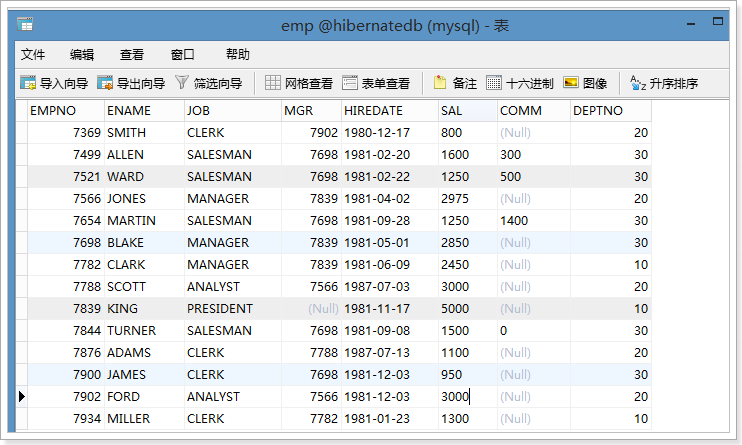 emp @hibernatedb (mysql) - 表
文件 编辑 查看 窗口 帮助
导入向导 导出向导 筛选向导 网格查看 表单查看 备注 十六进制 图像 升序排序
EMPNO ENAME JOB MGR HIREDATE SAL COMM DEPTNO
7369 SMITH CLERK 7902 1980-12-17 800 (Null) 20
7499 ALLEN SALESMAN 7698 1981-02-20 1600 300 30
7521 WARD SALESMAN 7698 1981-02-22 1250 500 30
7566 JONES MANAGER 7839 1981-04-02 2975 (Null) 20
7654 MARTIN SALESMAN 7698 1981-09-28 1250 1400 30
7698 BLAKE MANAGER 7839 1981-05-01 2850 (Null) 30
7782 CLARK MANAGER 7839 1981-06-09 2450 (Null) 10
7788 SCOTT ANALYST 7566 1987-07-03 3000 (Null) 20
7839 KING PRESIDENT (Null) 1981-11-17 5000 (Null) 10
7844 TURNER SALESMAN 7698 1981-09-08 1500 0 30
7876 ADAMS CLERK 7788 1987-07-13 1100 (Null) 20
7900 JAMES CLERK 7698 1981-12-03 950 (Null) 30
7902 FORD ANALYST 7566 1981-12-03 3000 (Null) 20
7934 MILLER CLERK 7782 1981-01-23 1300 (Null) 10